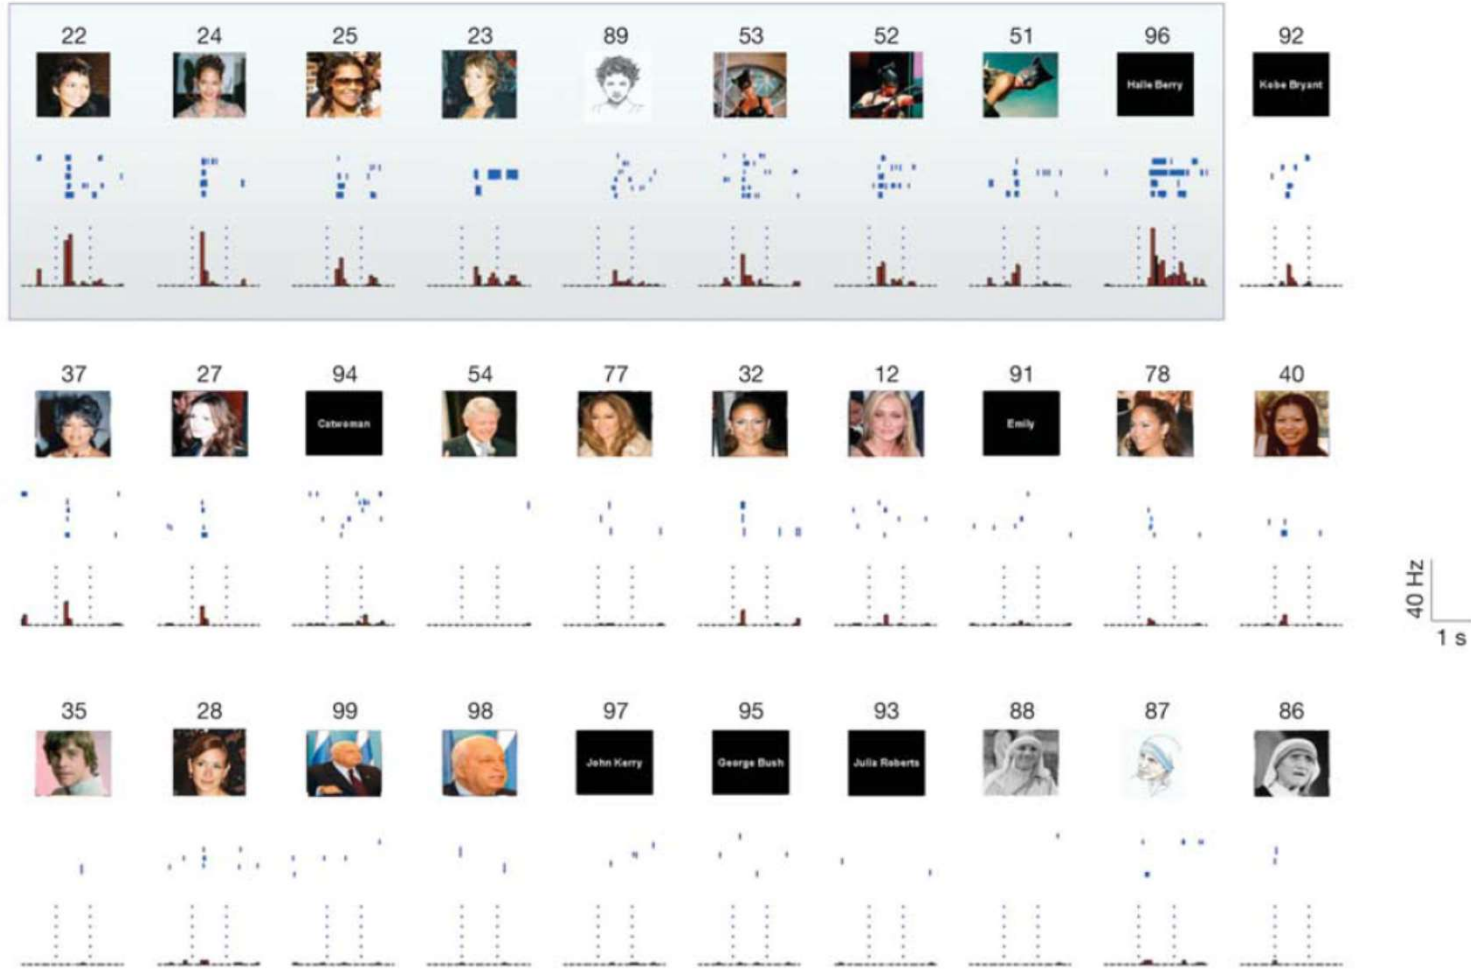 22 24 25 23 89 53 52 51 96 92
Halle Berry Kobe Bryant
37 27 94 54 77 32 12 91 78 40
Catwoman Emily
40 Hz
1 s
35 28 99 98 97 95 93 88 87 86
John Kerry George Bush Julia Roberts